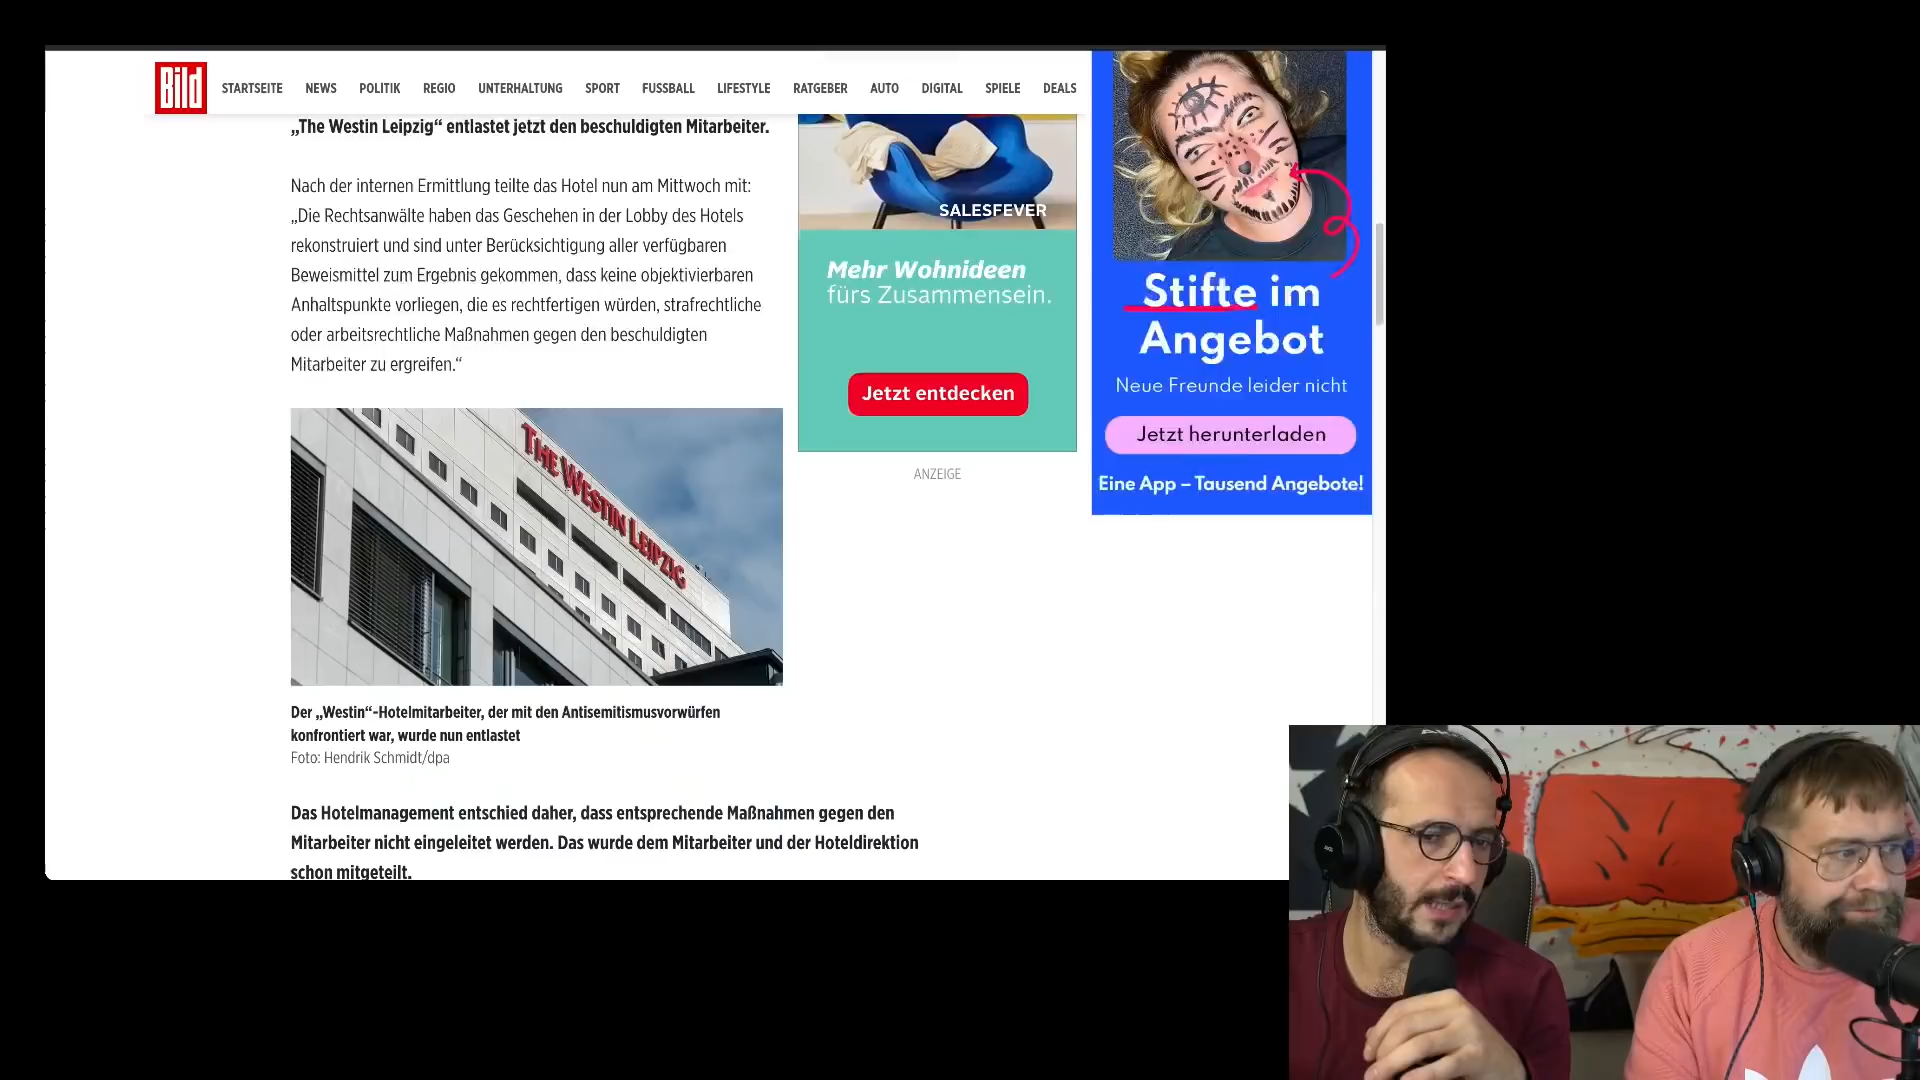 Bild
STARTSEITE NEWS POLITIK REGIO UNTERHALTUNG SPORT FUSSBALL LIFESTYLE RATGEBER AUTO DIGITAL SPIELE DEALS
„The Westin Leipzig“ entlastet jetzt den beschuldigten Mitarbeiter.
Nach der internen Ermittlung teilte das Hotel nun am Mittwoch mit:
„Die Rechtsanwälte haben das Geschehen in der Lobby des Hotels
rekonstruiert und sind unter Berücksichtigung aller verfügbaren
Beweismittel zum Ergebnis gekommen, dass keine objektivierbaren
Anhaltspunkte vorliegen, die es rechtfertigen würden, strafrechtliche
oder arbeitsrechtliche Maßnahmen gegen den beschuldigten
Mitarbeiter zu ergreifen.“
THE WESTIN LEIPZIG
Der „Westin“-Hotelmitarbeiter, der mit den Antisemitismusvorwürfen
konfrontiert war, wurde nun entlastet
Foto: Hendrik Schmidt/dpa
Das Hotelmanagement entschied daher, dass entsprechende Maßnahmen gegen den
Mitarbeiter nicht eingeleitet werden. Das wurde dem Mitarbeiter und der Hoteldirektion
schon mitgeteilt.
SALESFEVER
Mehr Wohnideen
fürs Zusammensein.
Jetzt entdecken
ANZEIGE
Stifte im
Angebot
Neue Freunde leider nicht
Jetzt herunterladen
Eine App – Tausend Angebote!